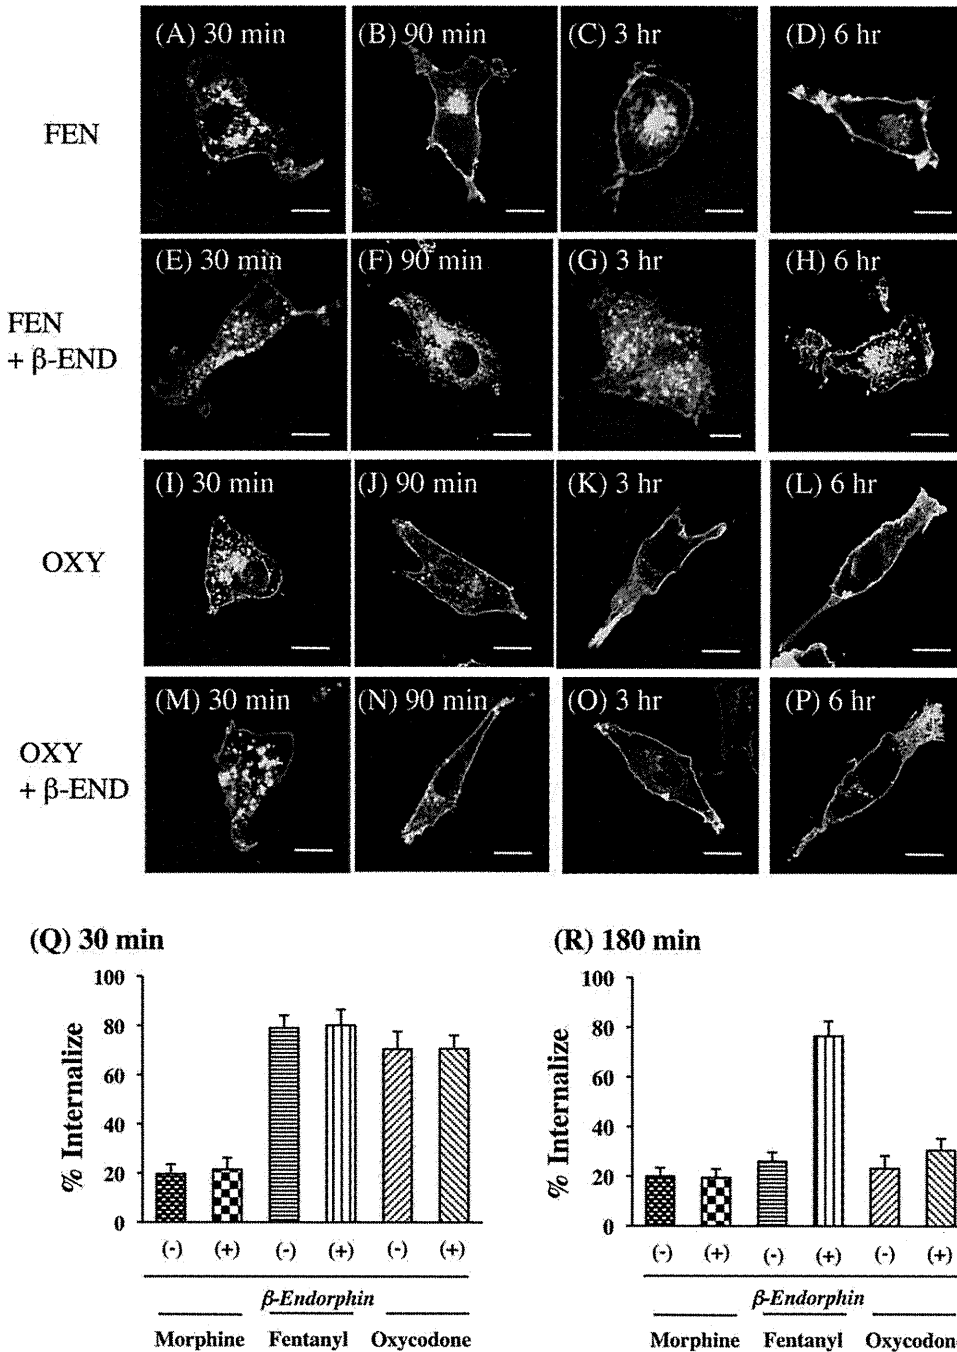 (A) 30 min
(B) 90 min
(C) 3 hr
(D) 6 hr
FEN
(E) 30 min
(F) 90 min
(G) 3 hr
(H) 6 hr
FEN
+ β-END
(I) 30 min
(J) 90 min
(K) 3 hr
(L) 6 hr
OXY
(M) 30 min
(N) 90 min
(O) 3 hr
(P) 6 hr
OXY
+ β-END
(Q) 30 min
% Internalize
100
80
60
40
20
0
(-) (+) (-) (+) (-) (+)
β-Endorphin
Morphine Fentanyl Oxycodone
(R) 180 min
% Internalize
100
80
60
40
20
0
(-) (+) (-) (+) (-) (+)
β-Endorphin
Morphine Fentanyl Oxycodon